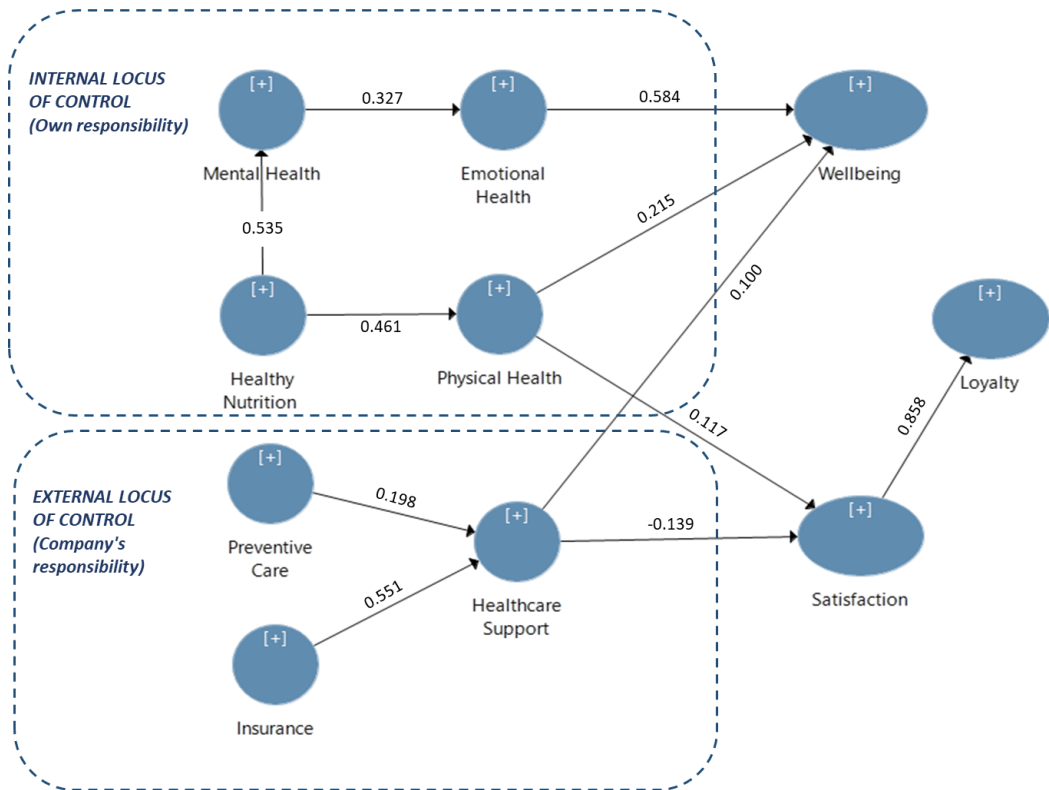 INTERNAL LOCUS
OF CONTROL
(Own responsibility)
[+]
Mental Health
0.327
[+]
Emotional
Health
0.584
[+]
Wellbeing
0.535
0.215
0.100
[+]
Healthy
Nutrition
0.461
[+]
Physical Health
0.117
[+]
Loyalty
0.858
EXTERNAL LOCUS
OF CONTROL
(Company's
responsibility)
[+]
Preventive
Care
0.198
[+]
Healthcare
Support
-0.139
[+]
Satisfaction
0.551
[+]
Insurance